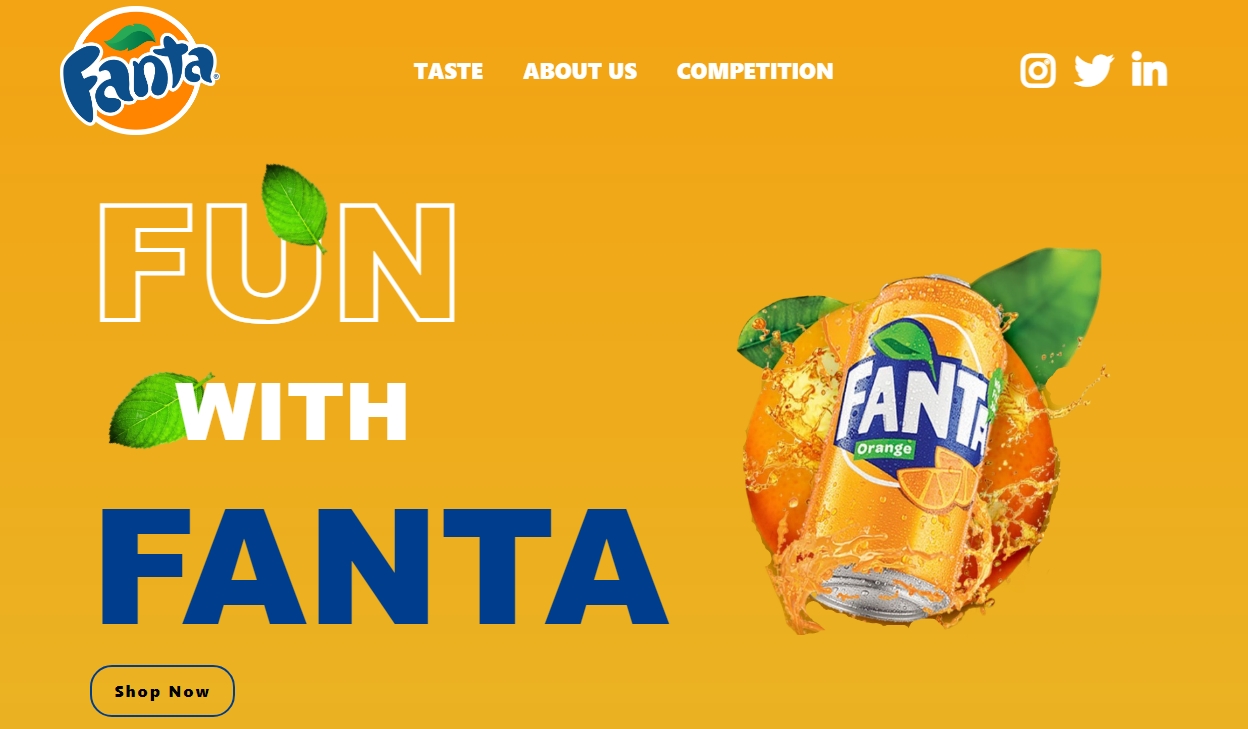 Fanta
TASTE ABOUT US COMPETITION
FUN
WITH
FANTA
FANTA
Orange
Shop Now